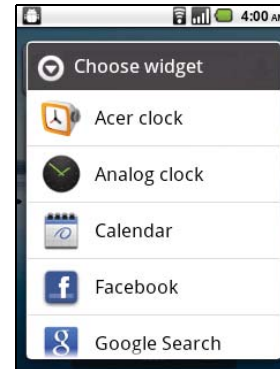 4:00 AM
Choose widget
Acer clock
Analog clock
Calendar
Facebook
Google Search